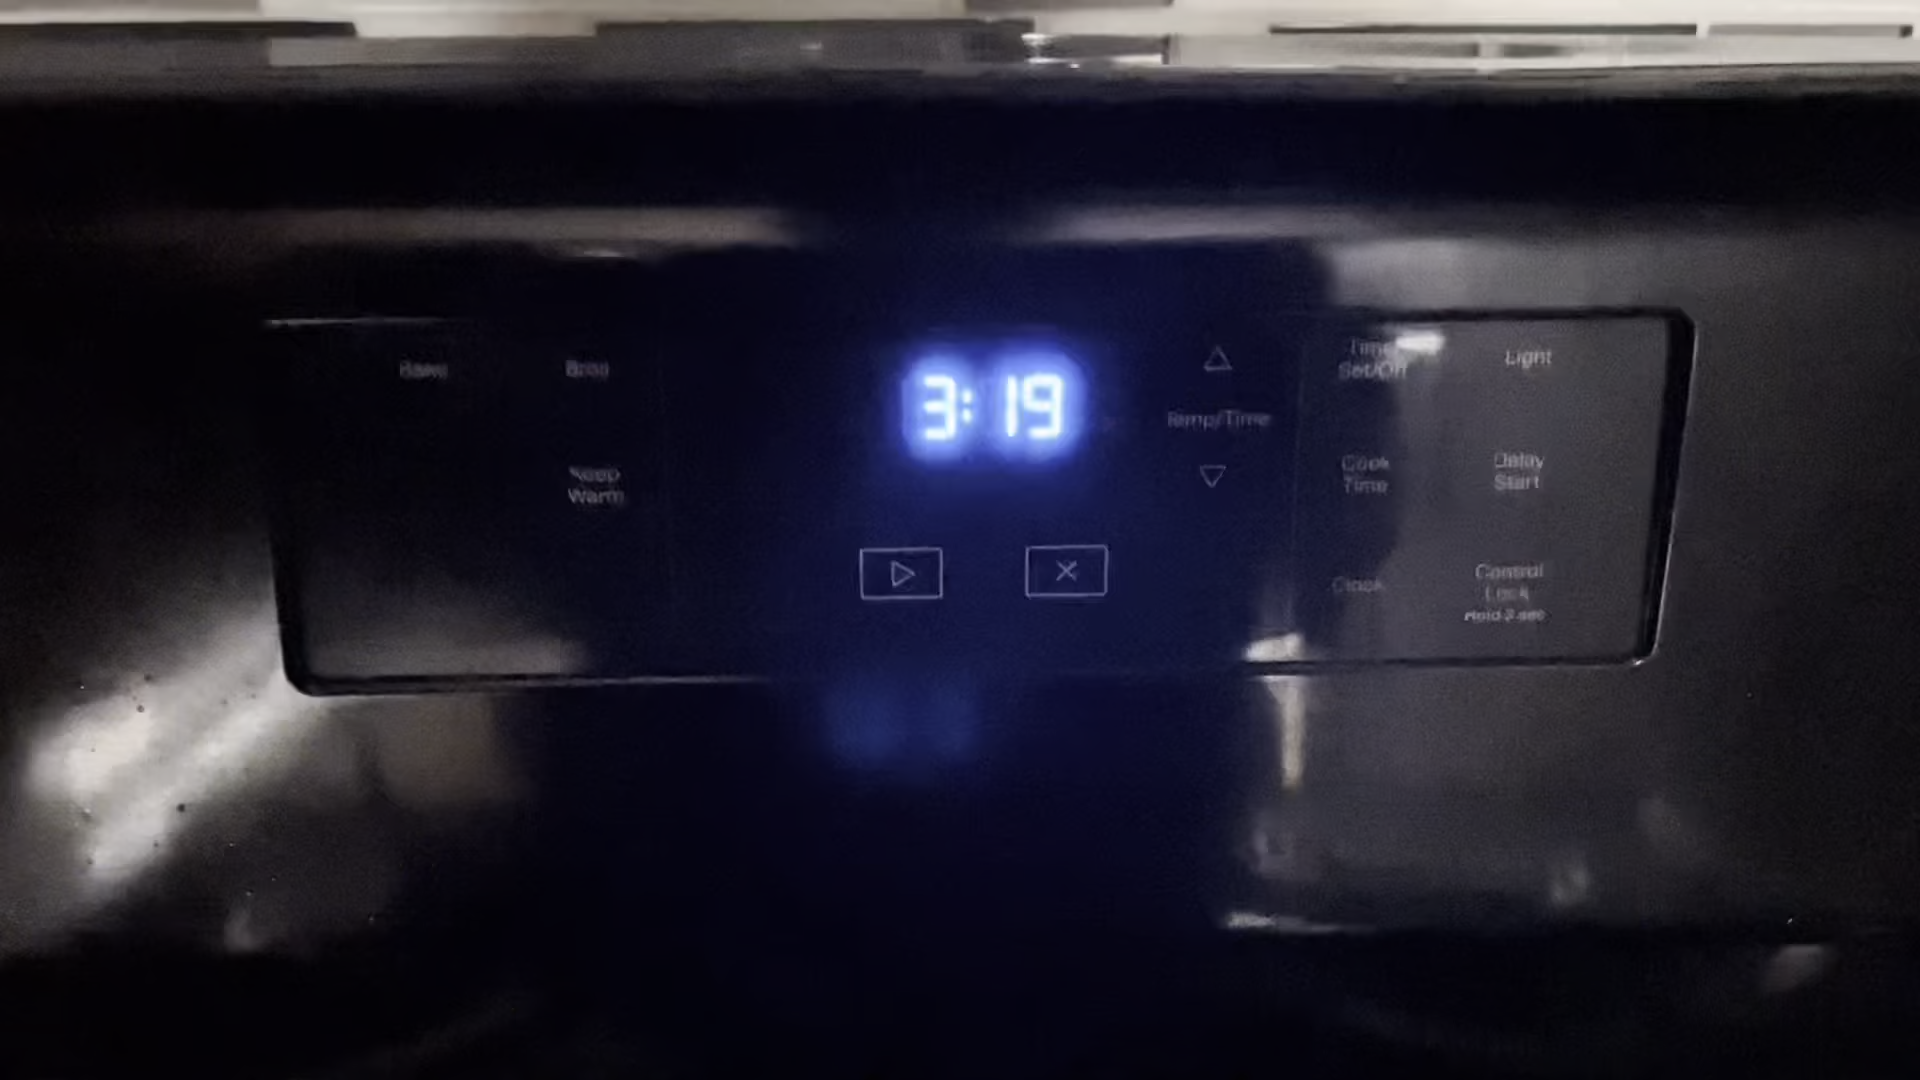 Bake
Broil
Keep
Warm
3:19
Temp/Time
Time
Set/Off
Light
Cook
Time
Delay
Start
Clock
Control
Lock
Hold 3 sec